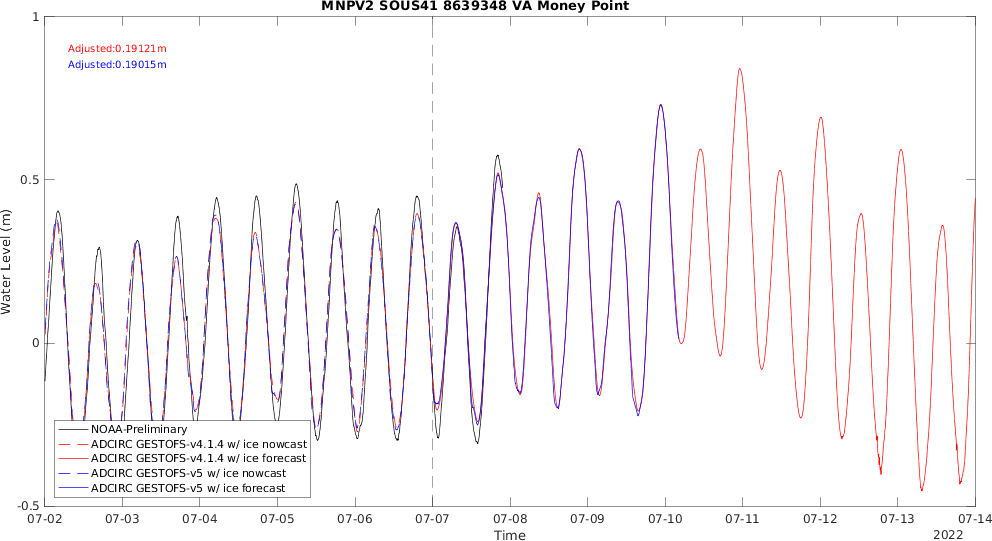 MNPV2 SOUS41 8639348 VA Money Point
Adjusted:0.19121m
Adjusted:0.19015m
1
0.5
0
-0.5
Water Level (m)
NOAA-Preliminary
ADCIRC GESTOFS-v4.1.4 w/ ice nowcast
ADCIRC GESTOFS-v4.1.4 w/ ice forecast
ADCIRC GESTOFS-v5 w/ ice nowcast
ADCIRC GESTOFS-v5 w/ ice forecast
07-02 07-03 07-04 07-05 07-06 07-07 07-08 07-09 07-10 07-11 07-12 07-13 07-14
Time
2022